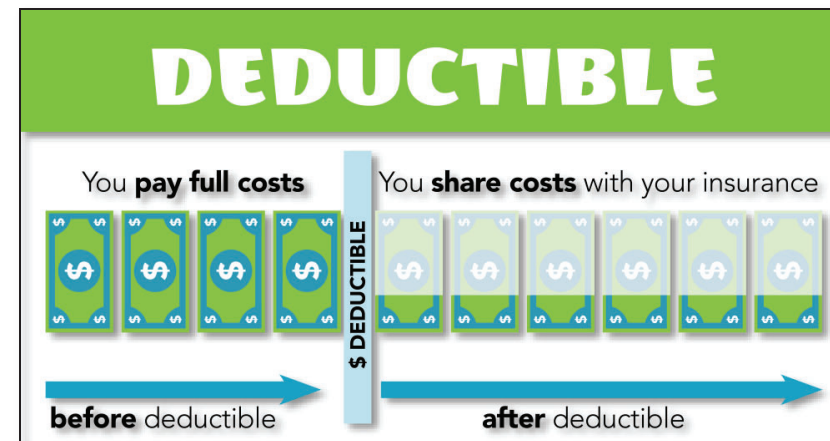 DEDUCTIBLE
You pay full costs
You share costs with your insurance
$ DEDUCTIBLE
before deductible
after deductible